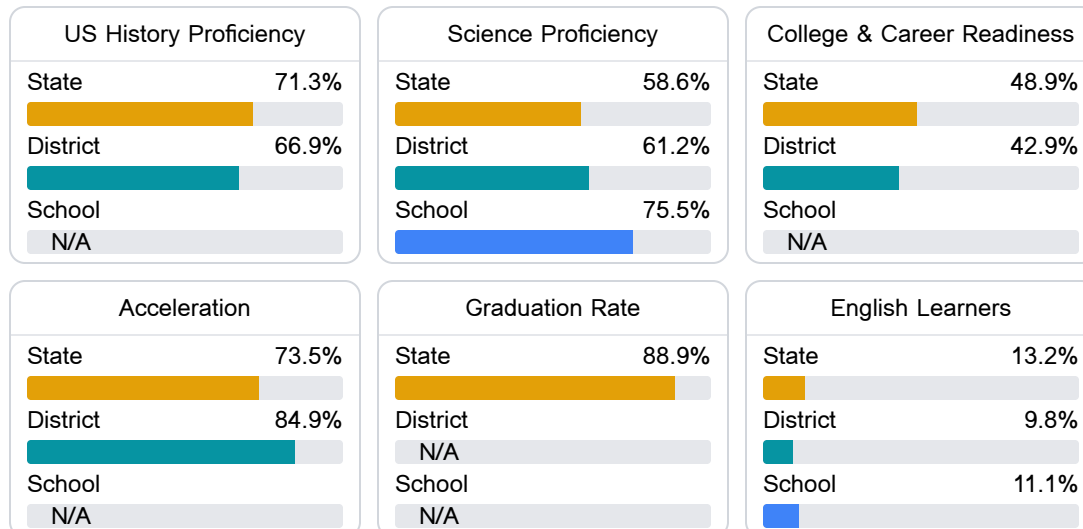 US History Proficiency
State 71.3%
District 66.9%
School
N/A
Science Proficiency
State 58.6%
District 61.2%
School 75.5%
College & Career Readiness
State 48.9%
District 42.9%
School
N/A
Acceleration
State 73.5%
District 84.9%
School
N/A
Graduation Rate
State 88.9%
District
N/A
School
N/A
English Learners
State 13.2%
District 9.8%
School 11.1%